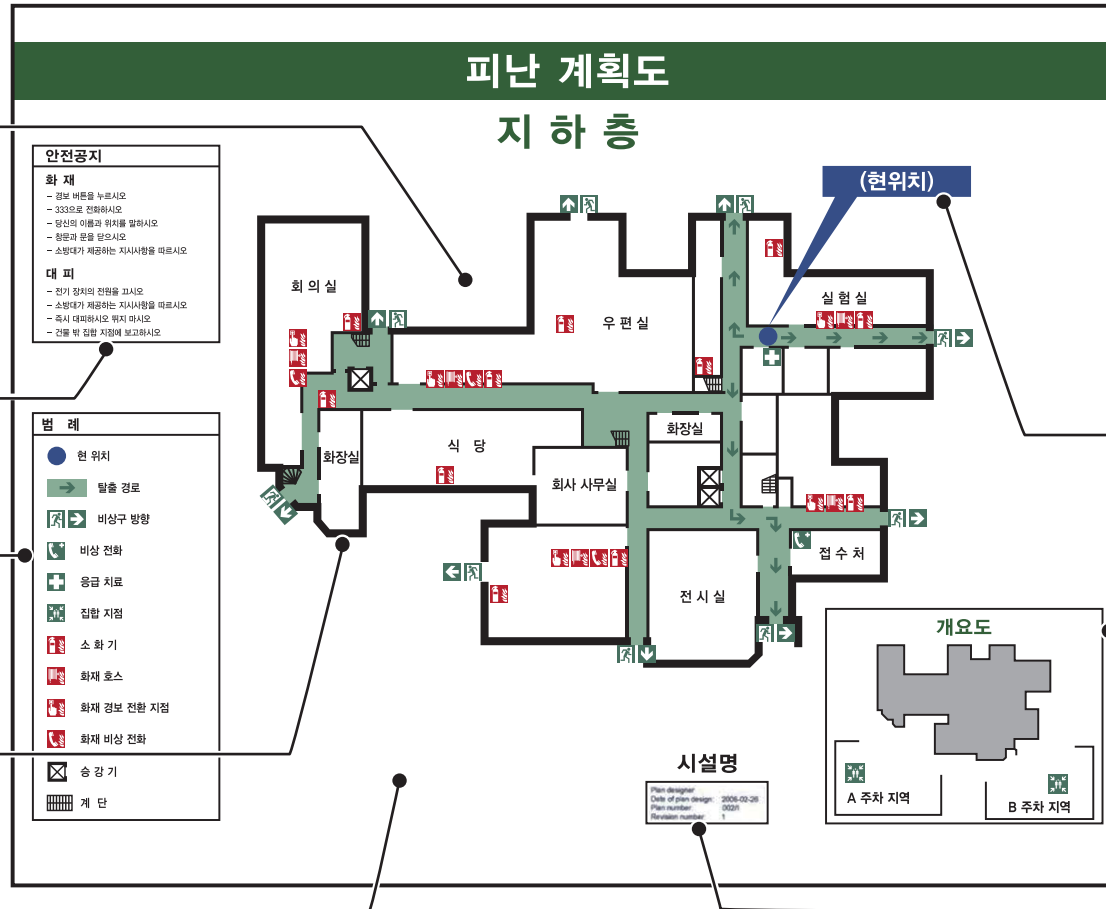 피난 계획도
지하층
(현위치)
안전공지
화 재
- 경보 버튼을 누르시오
- 333으로 전화하시오
- 당신의 이름과 위치를 말하시오
- 창문과 문을 닫으시오
- 소방대가 제공하는 지시사항을 따르시오
대 피
- 전기 장치의 전원을 끄시오
- 소방대가 제공하는 지시사항을 따르시오
- 즉시 대피하시오 뛰지 마시오
- 건물 밖 집합 지점에 보고하시오
회 의 실
우 편 실
실 험 실
화장실
식 당
화장실
회사 사무실
접 수 처
전 시 실
범 례
현 위치
탈출 경로
비상구 방향
비상 전화
응급 치료
집합 지점
소 화 기
화재 호스
화재 경보 전환 지점
화재 비상 전화
승 강 기
계 단
시설명
Plan designer
Date of plan design: 2006-02-26
Plan number: 002/1
Revision number: 1
개요도
A 주차 지역
B 주차 지역